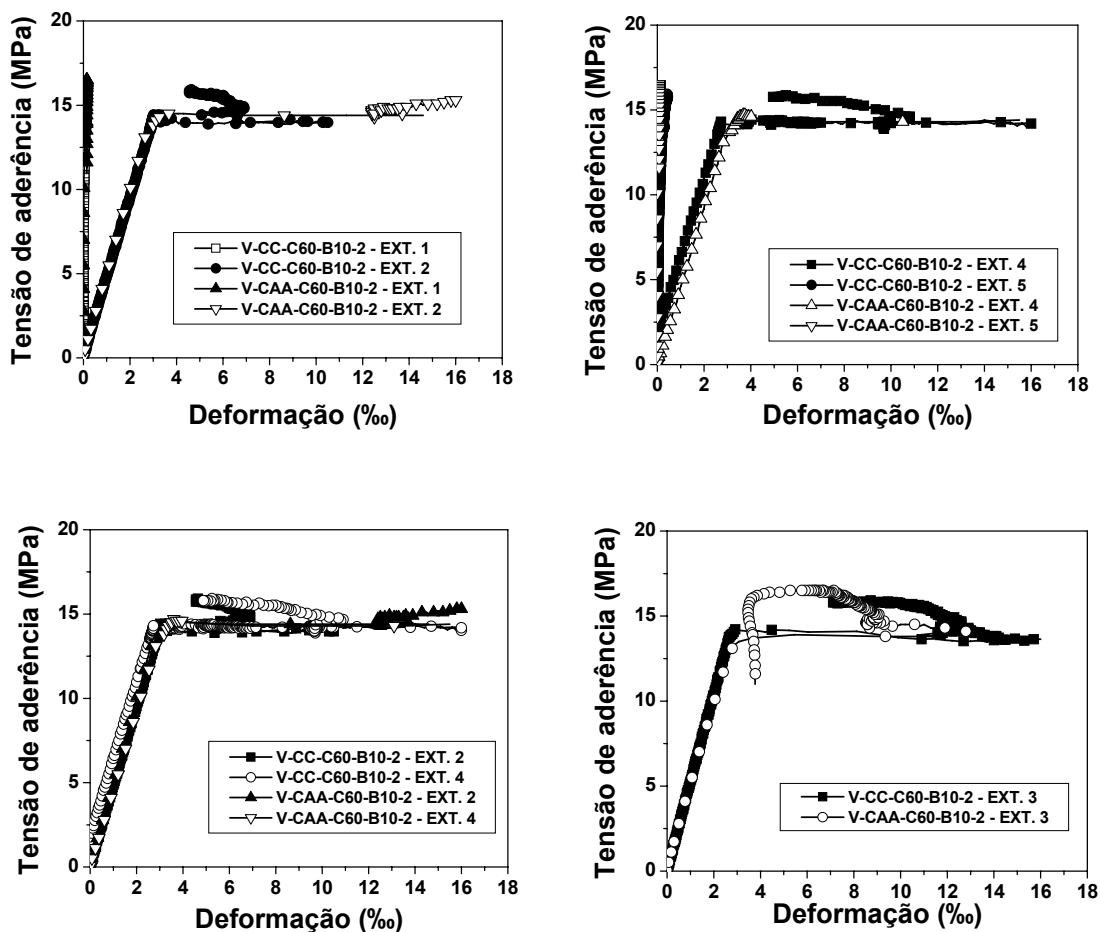 Tensão de aderência (MPa)
20
15
10
5
0
V-CC-C60-B10-2 - EXT. 1
V-CC-C60-B10-2 - EXT. 2
V-CAA-C60-B10-2 - EXT. 1
V-CAA-C60-B10-2 - EXT. 2
0 2 4 6 8 10 12 14 16 18
Deformação (‰)
Tensão de aderência (MPa)
20
15
10
5
0
V-CC-C60-B10-2 - EXT. 4
V-CC-C60-B10-2 - EXT. 5
V-CAA-C60-B10-2 - EXT. 4
V-CAA-C60-B10-2 - EXT. 5
0 2 4 6 8 10 12 14 16 18
Deformação (‰)
Tensão de aderência (MPa)
20
15
10
5
0
V-CC-C60-B10-2 - EXT. 2
V-CC-C60-B10-2 - EXT. 4
V-CAA-C60-B10-2 - EXT. 2
V-CAA-C60-B10-2 - EXT. 4
0 2 4 6 8 10 12 14 16 18
Deformação (‰)
Tensão de aderência (MPa)
20
15
10
5
0
V-CC-C60-B10-2 - EXT. 3
V-CAA-C60-B10-2 - EXT. 3
0 2 4 6 8 10 12 14 16 18
Deformação (‰)